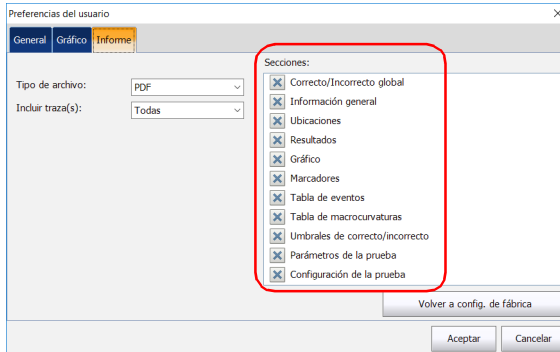 Preferencias del usuario
General Gráfico Informe
Tipo de archivo: PDF
Incluir traza(s): Todas
Secciones:
Correcto/Incorrecto global
Información general
Ubicaciones
Resultados
Gráfico
Marcadores
Tabla de eventos
Tabla de macrocurvaturas
Umbrales de correcto/incorrecto
Parámetros de la prueba
Configuración de la prueba
Volver a config. de fábrica
Aceptar Cancelar